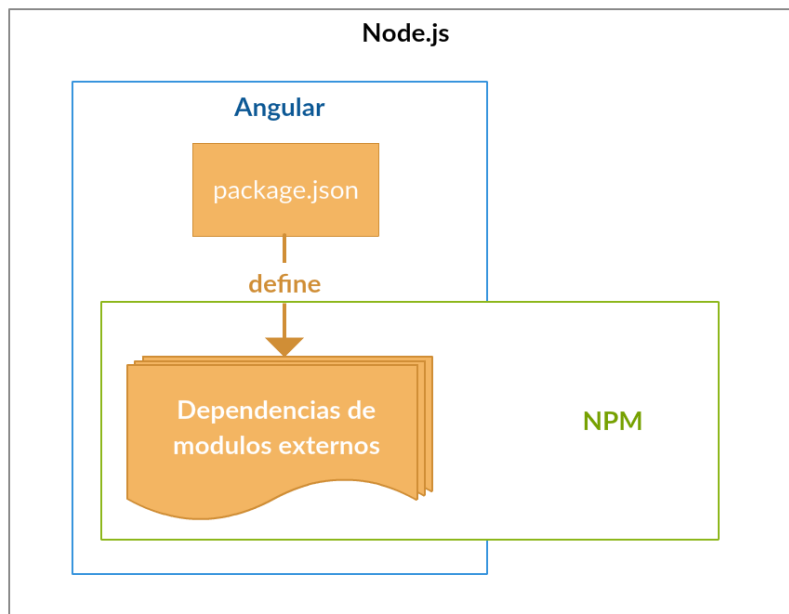 Node.js
Angular
package.json
define
Dependencias de
modulos externos
NPM